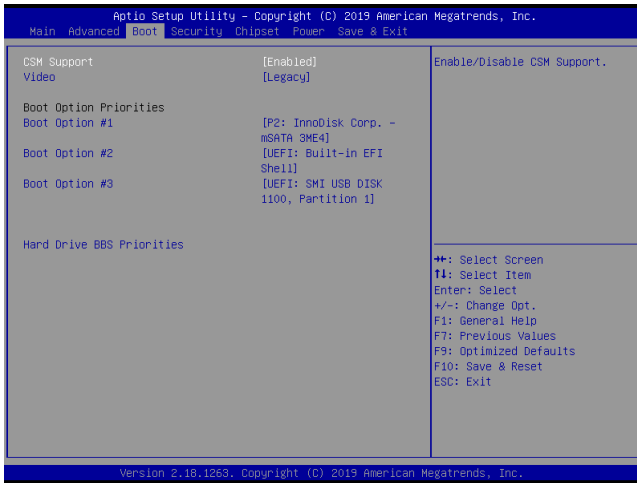 Aptio Setup Utility – Copyright (C) 2019 American Megatrends, Inc.
Main Advanced Boot Security Chipset Power Save & Exit
CSM Support [Enabled]
Video [Legacy]
Boot Option Priorities
Boot Option #1 [P2: InnoDisk Corp. –
mSATA 3ME4]
Boot Option #2 [UEFI: Built-in EFI
Shell]
Boot Option #3 [UEFI: SMI USB DISK
1100, Partition 1]
Hard Drive BBS Priorities
Enable/Disable CSM Support.
→←: Select Screen
↑↓: Select Item
Enter: Select
+/-: Change Opt.
F1: General Help
F7: Previous Values
F9: Optimized Defaults
F10: Save & Reset
ESC: Exit
Version 2.18.1263. Copyright (C) 2019 American Megatrends, Inc.